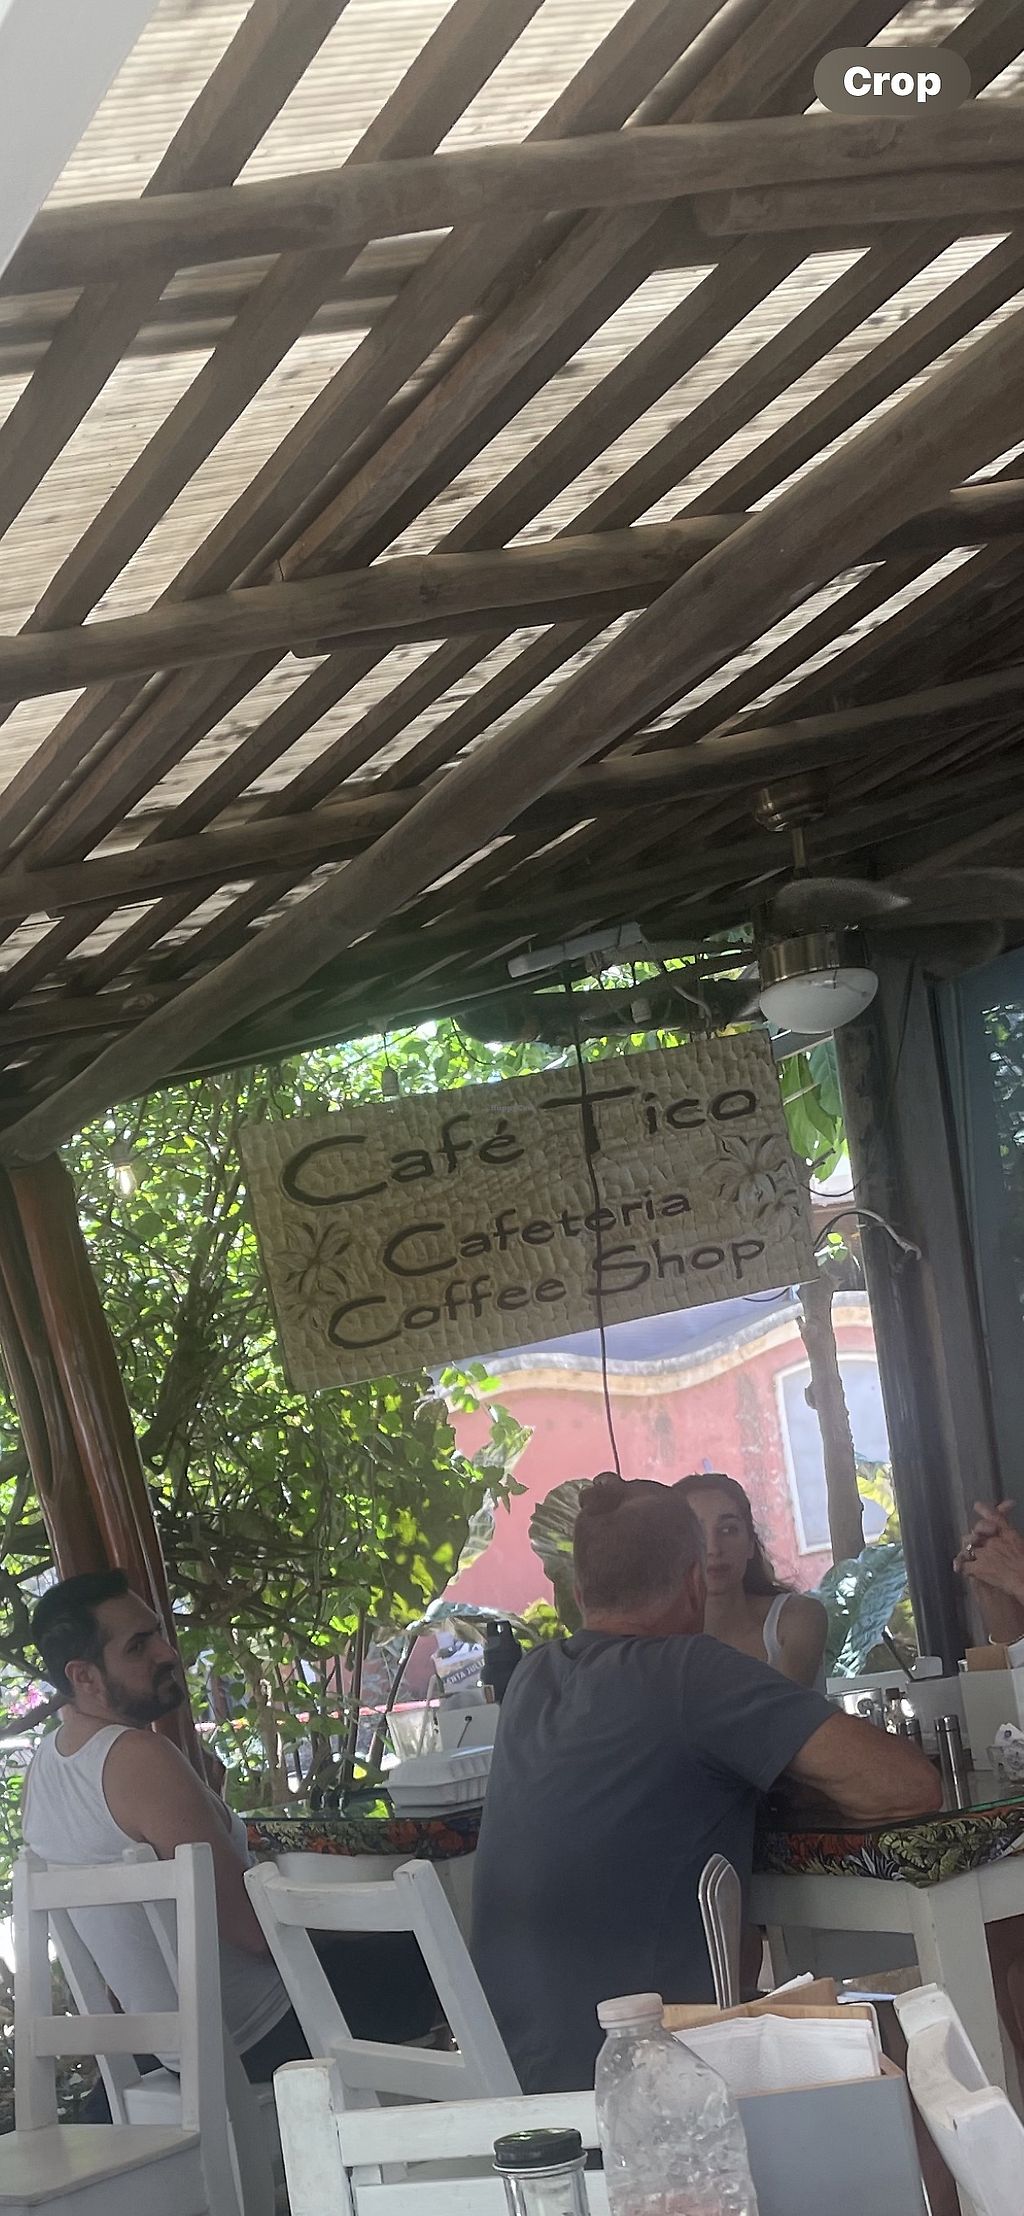 Crop
Café Tico
Cafeteria
Coffee Shop